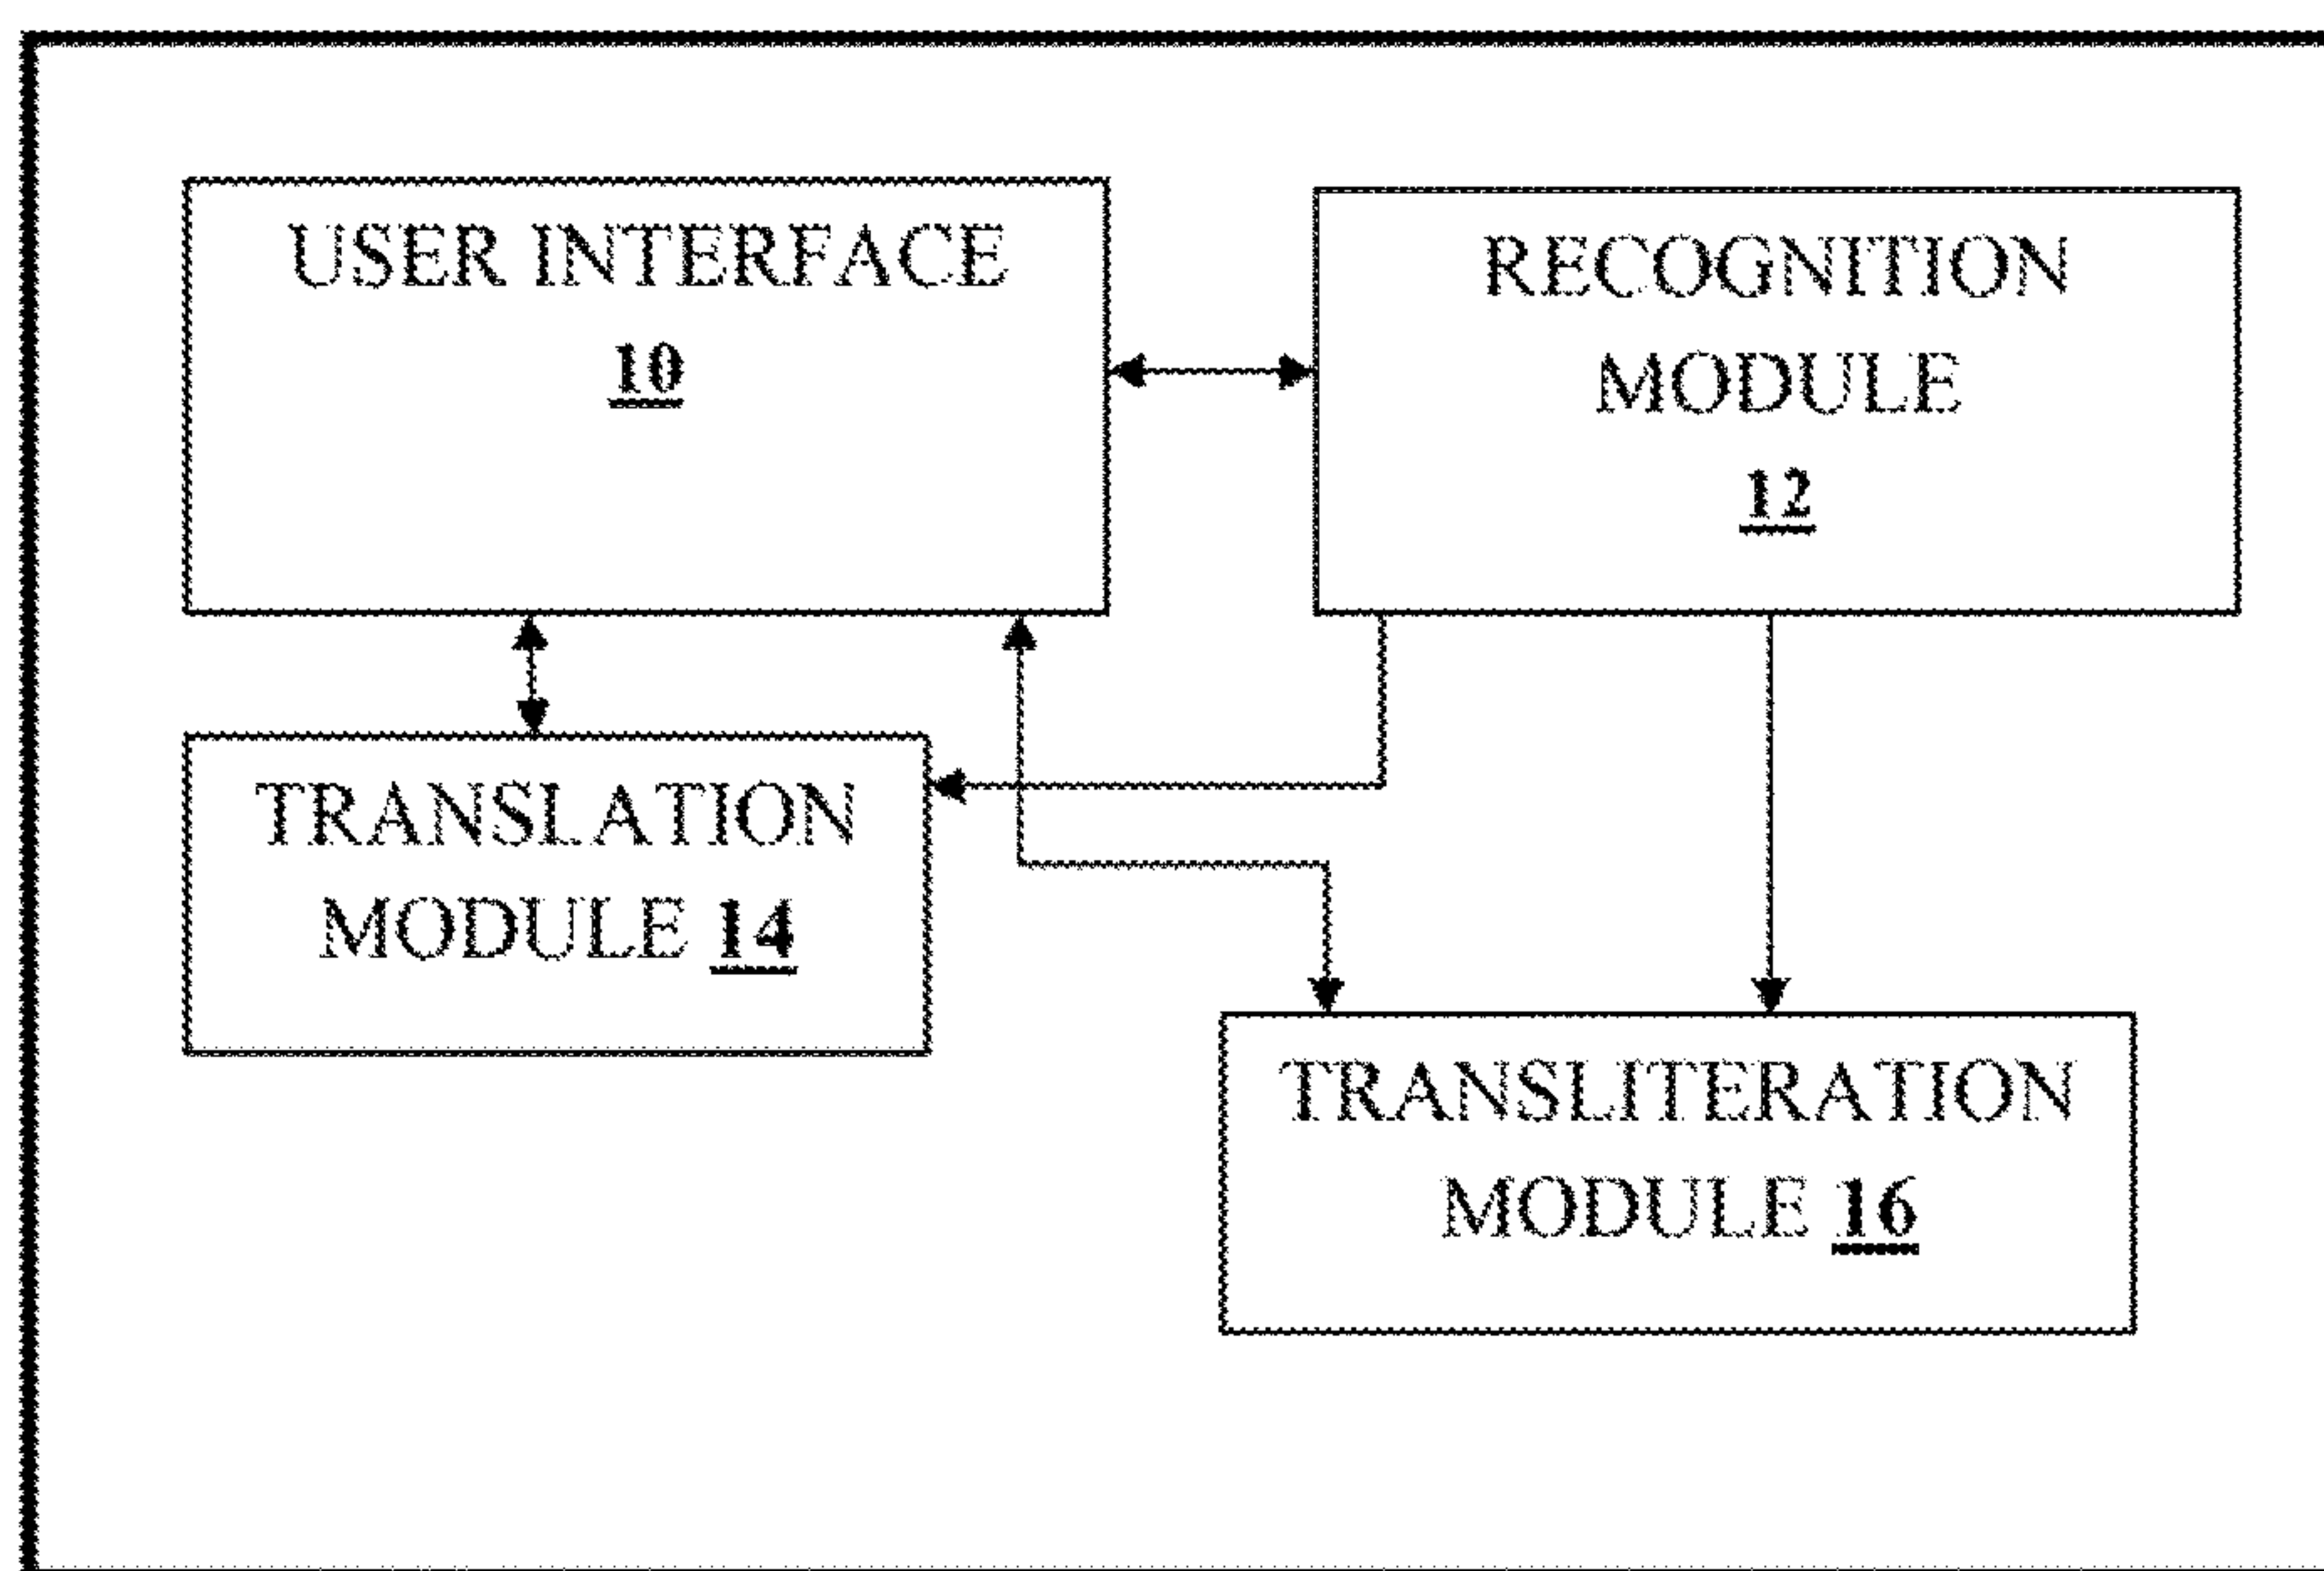 USER INTERFACE
10
RECOGNITION
MODULE
12
TRANSLATION
MODULE 14
TRANSLITERATION
MODULE 16